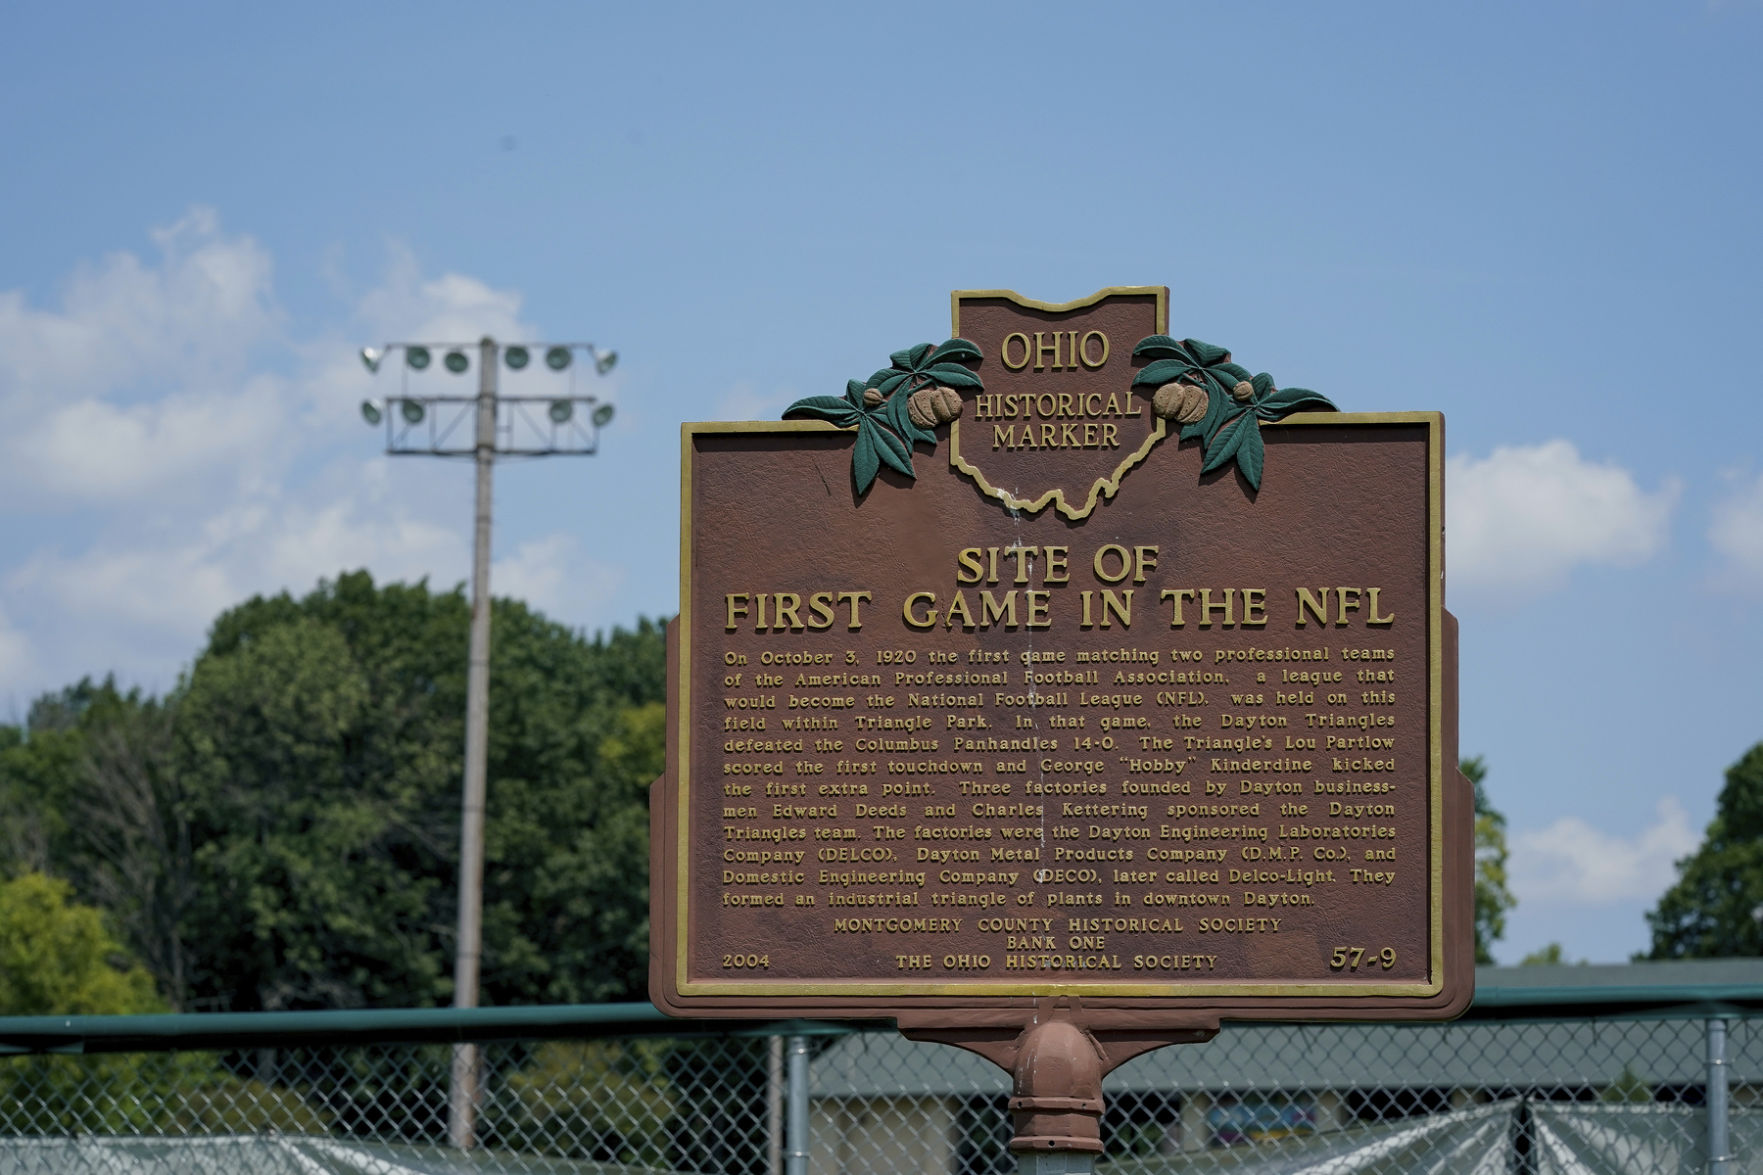 OHIO
HISTORICAL
MARKER
SITE OF
FIRST GAME IN THE NFL
On October 3, 1920 the first game matching two professional teams
of the American Professional Football Association, a league that
would become the National Football League (NFL), was held on this
field within Triangle Park. In that game, the Dayton Triangles
defeated the Columbus Panhandles 14-0. The Triangle's Lou Partlow
scored the first touchdown and George "Hobby" Kinderdine kicked
the first extra point. Three factories founded by Dayton business-
men Edward Deeds and Charles Kettering sponsored the Dayton
Triangles team. The factories were the Dayton Engineering Laboratories
Company (DELCO), Dayton Metal Products Company (D.M.P. Co.), and
Domestic Engineering Company (DECO), later called Delco-Light. They
formed an industrial triangle of plants in downtown Dayton.
MONTGOMERY COUNTY HISTORICAL SOCIETY
BANK ONE
2004 THE OHIO HISTORICAL SOCIETY 57-9